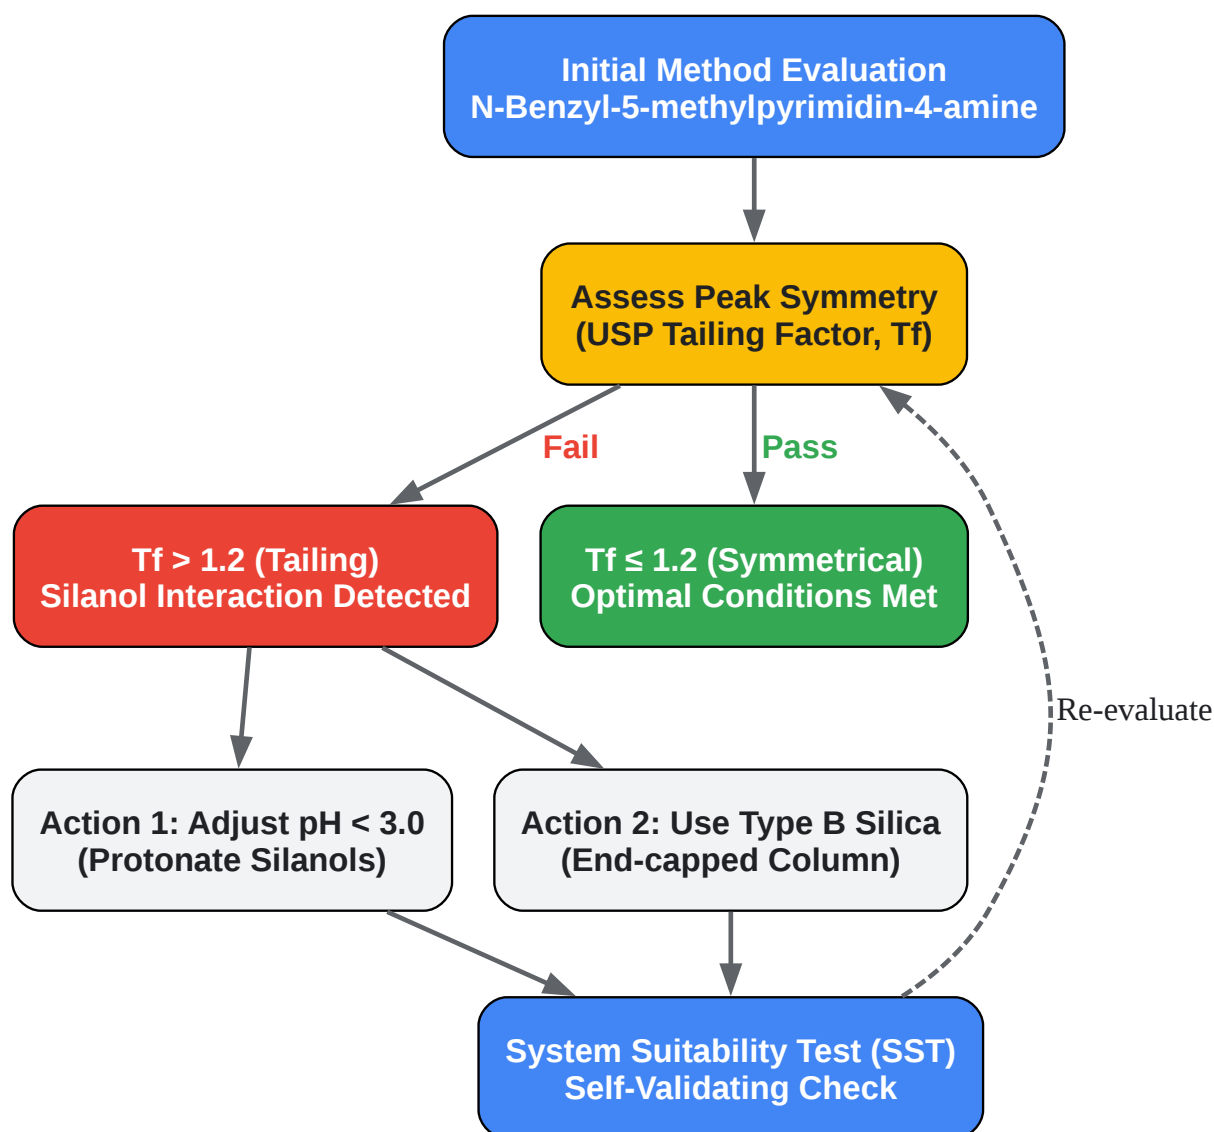 Initial Method Evaluation
N-Benzyl-5-methylpyrimidin-4-amine
Assess Peak Symmetry
(USP Tailing Factor, Tf)
Fail
Pass
Tf > 1.2 (Tailing)
Silanol Interaction Detected
Tf ≤ 1.2 (Symmetrical)
Optimal Conditions Met
Re-evaluate
Action 1: Adjust pH < 3.0
(Protonate Silanols)
Action 2: Use Type B Silica
(End-capped Column)
System Suitability Test (SST)
Self-Validating Check